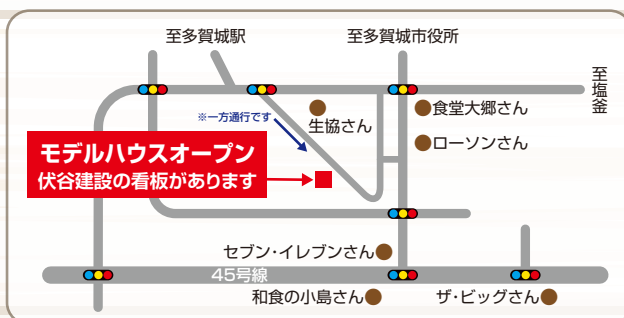 至多賀城駅
至多賀城市役所
至塩釜
※一方通行です
生協さん
食堂大郷さん
ローソンさん
モデルハウスオープン
伏谷建設の看板があります
セブン・イレブンさん
45号線
和食の小島さん
ザ・ビッグさん